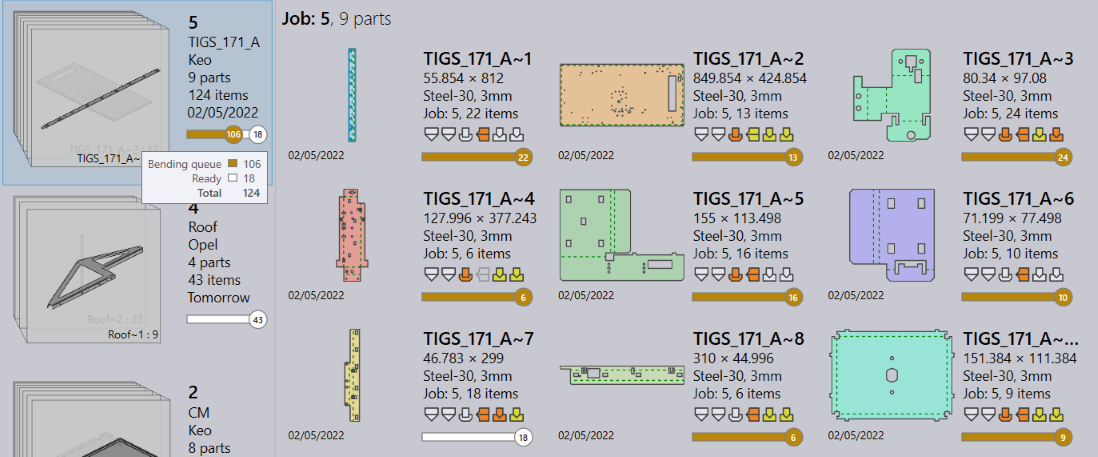 5
TIGS_171_A
Keo
9 parts
124 items
02/05/2022
106 18
TIGS_171_A~
Bending queue 106
Ready 18
Total 124
4
Roof
Opel
4 parts
43 items
Tomorrow
43
Roof~2 : 23
Roof~1 : 9
2
CM
Keo
8 parts
Job: 5, 9 parts
TIGS_171_A~1
55.854 × 812
Steel-30, 3mm
Job: 5, 22 items
02/05/2022
22
TIGS_171_A~2
849.854 × 424.854
Steel-30, 3mm
Job: 5, 13 items
02/05/2022
13
TIGS_171_A~3
80.34 × 97.08
Steel-30, 3mm
Job: 5, 24 items
02/05/2022
24
TIGS_171_A~4
127.996 × 377.243
Steel-30, 3mm
Job: 5, 6 items
02/05/2022
6
TIGS_171_A~5
155 × 113.498
Steel-30, 3mm
Job: 5, 16 items
02/05/2022
16
TIGS_171_A~6
71.199 × 77.498
Steel-30, 3mm
Job: 5, 10 items
02/05/2022
10
TIGS_171_A~7
46.783 × 299
Steel-30, 3mm
Job: 5, 18 items
02/05/2022
18
TIGS_171_A~8
310 × 44.996
Steel-30, 3mm
Job: 5, 6 items
02/05/2022
6
TIGS_171_A~...
151.384 × 111.384
Steel-30, 3mm
Job: 5, 9 items
02/05/2022
9